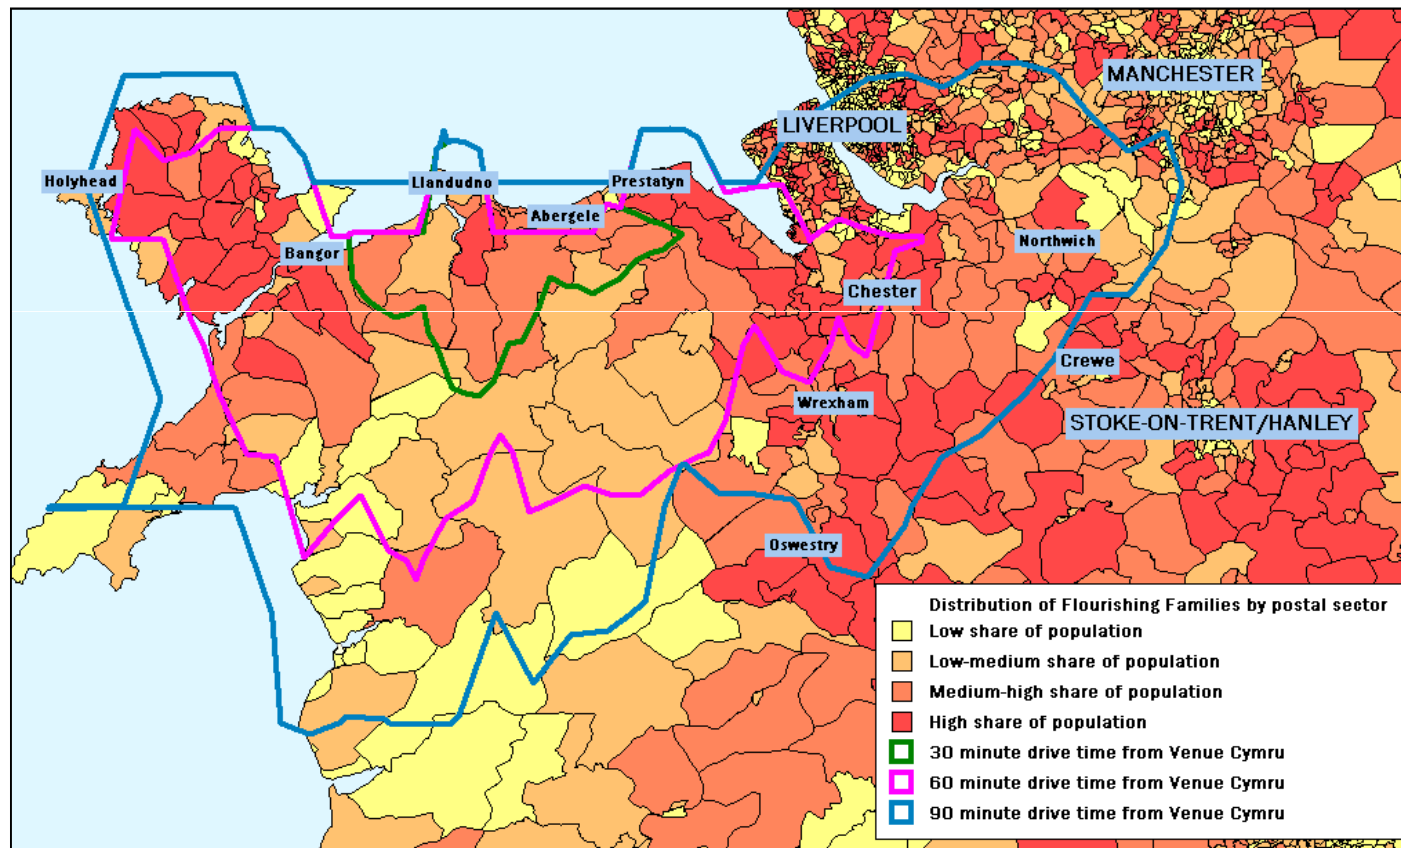 MANCHESTER
LIVERPOOL
Holyhead
Llandudno
Prestatyn
Abergele
Bangor
Northwich
Chester
Crewe
Wrexham
STOKE-ON-TRENT/HANLEY
Oswestry
Distribution of Flourishing Families by postal sector
Low share of population
Low-medium share of population
Medium-high share of population
High share of population
30 minute drive time from Venue Cymru
60 minute drive time from Venue Cymru
90 minute drive time from Venue Cymru